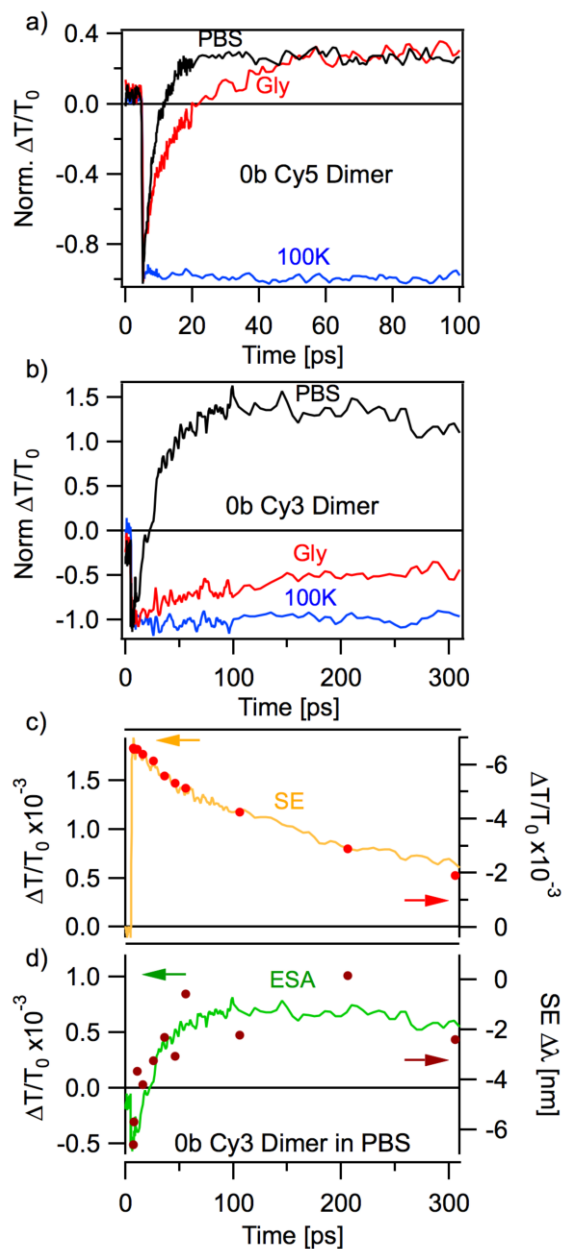 a)
0.4
0.0
-0.4
-0.8
Norm. ΔT/T0
PBS
Gly
0b Cy5 Dimer
100K
0 20 40 60 80 100
Time [ps]
b)
1.5
1.0
0.5
0.0
-0.5
-1.0
Norm ΔT/T0
PBS
0b Cy3 Dimer
Gly
100K
0 100 200 300
Time [ps]
c)
1.5
1.0
0.5
0.0
ΔT/T0 x10-3
SE
-6
-4
-2
0
ΔT/T0 x10-3
d)
1.0
0.5
0.0
-0.5
ΔT/T0 x10-3
ESA
0b Cy3 Dimer in PBS
0
-2
-4
-6
SE Δλ [nm]
0 100 200 300
Time [ps]